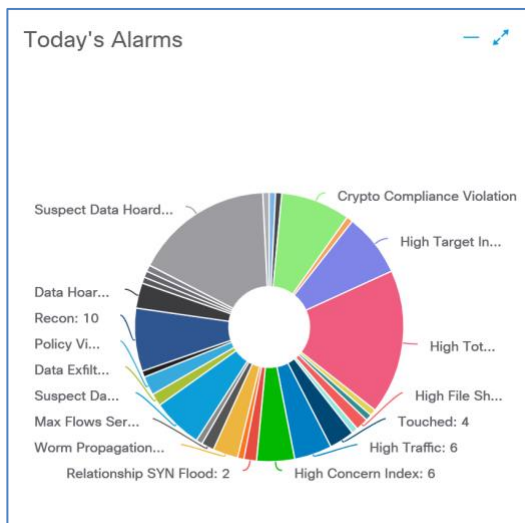 Today's Alarms
Suspect Data Hoard...
Crypto Compliance Violation
High Target In...
Data Hoar...
Recon: 10
Policy Vi...
Data Exfilt...
Suspect Da...
Max Flows Ser...
Worm Propagation...
Relationship SYN Flood: 2
High Tot...
High File Sh...
Touched: 4
High Traffic: 6
High Concern Index: 6